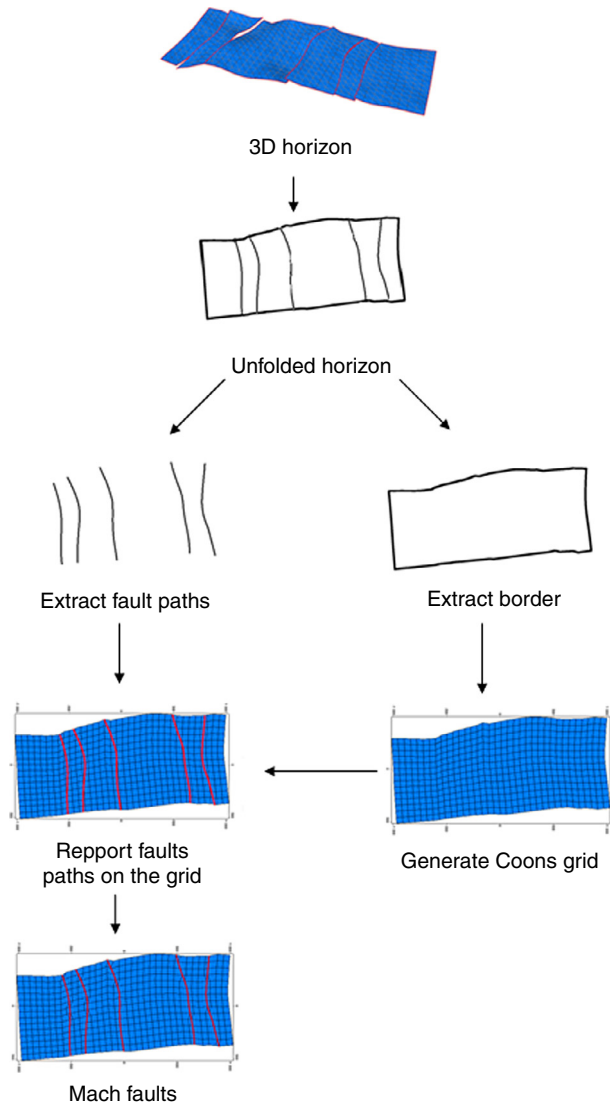 3D horizon
Unfolded horizon
Extract fault paths
Extract border
Repport faults
paths on the grid
Generate Coons grid
Mach faults